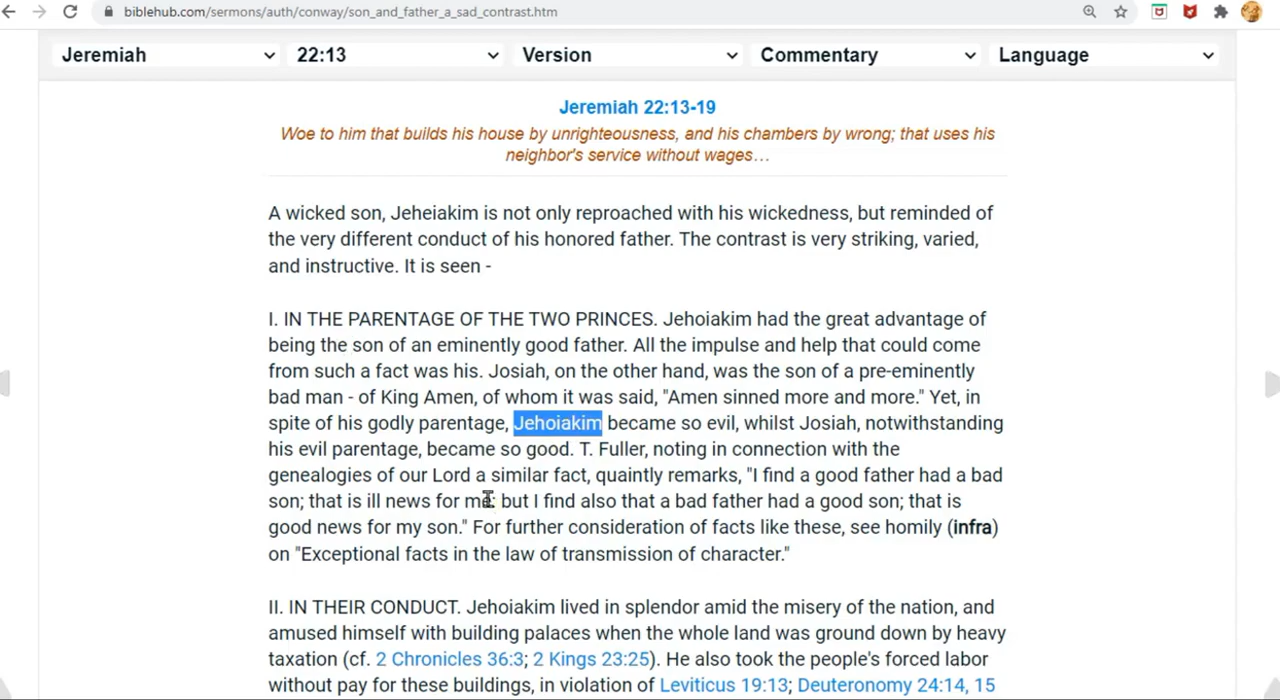 biblehub.com/sermons/auth/conway/son_and_father_a_sad_contrast.htm
Jeremiah 22:13 Version Commentary Language
Jeremiah 22:13-19
Woe to him that builds his house by unrighteousness, and his chambers by wrong; that uses his
neighbor's service without wages…
A wicked son, Jeheiakim is not only reproached with his wickedness, but reminded of
the very different conduct of his honored father. The contrast is very striking, varied,
and instructive. It is seen -
I. IN THE PARENTAGE OF THE TWO PRINCES. Jehoiakim had the great advantage of
being the son of an eminently good father. All the impulse and help that could come
from such a fact was his. Josiah, on the other hand, was the son of a pre-eminently
bad man - of King Amen, of whom it was said, "Amen sinned more and more." Yet, in
spite of his godly parentage, Jehoiakim became so evil, whilst Josiah, notwithstanding
his evil parentage, became so good. T. Fuller, noting in connection with the
genealogies of our Lord a similar fact, quaintly remarks, "I find a good father had a bad
son; that is ill news for me; but I find also that a bad father had a good son; that is
good news for my son." For further consideration of facts like these, see homily (infra)
on "Exceptional facts in the law of transmission of character."
II. IN THEIR CONDUCT. Jehoiakim lived in splendor amid the misery of the nation, and
amused himself with building palaces when the whole land was ground down by heavy
taxation (cf. 2 Chronicles 36:3; 2 Kings 23:25). He also took the people's forced labor
without pay for these buildings, in violation of Leviticus 19:13; Deuteronomy 24:14, 15